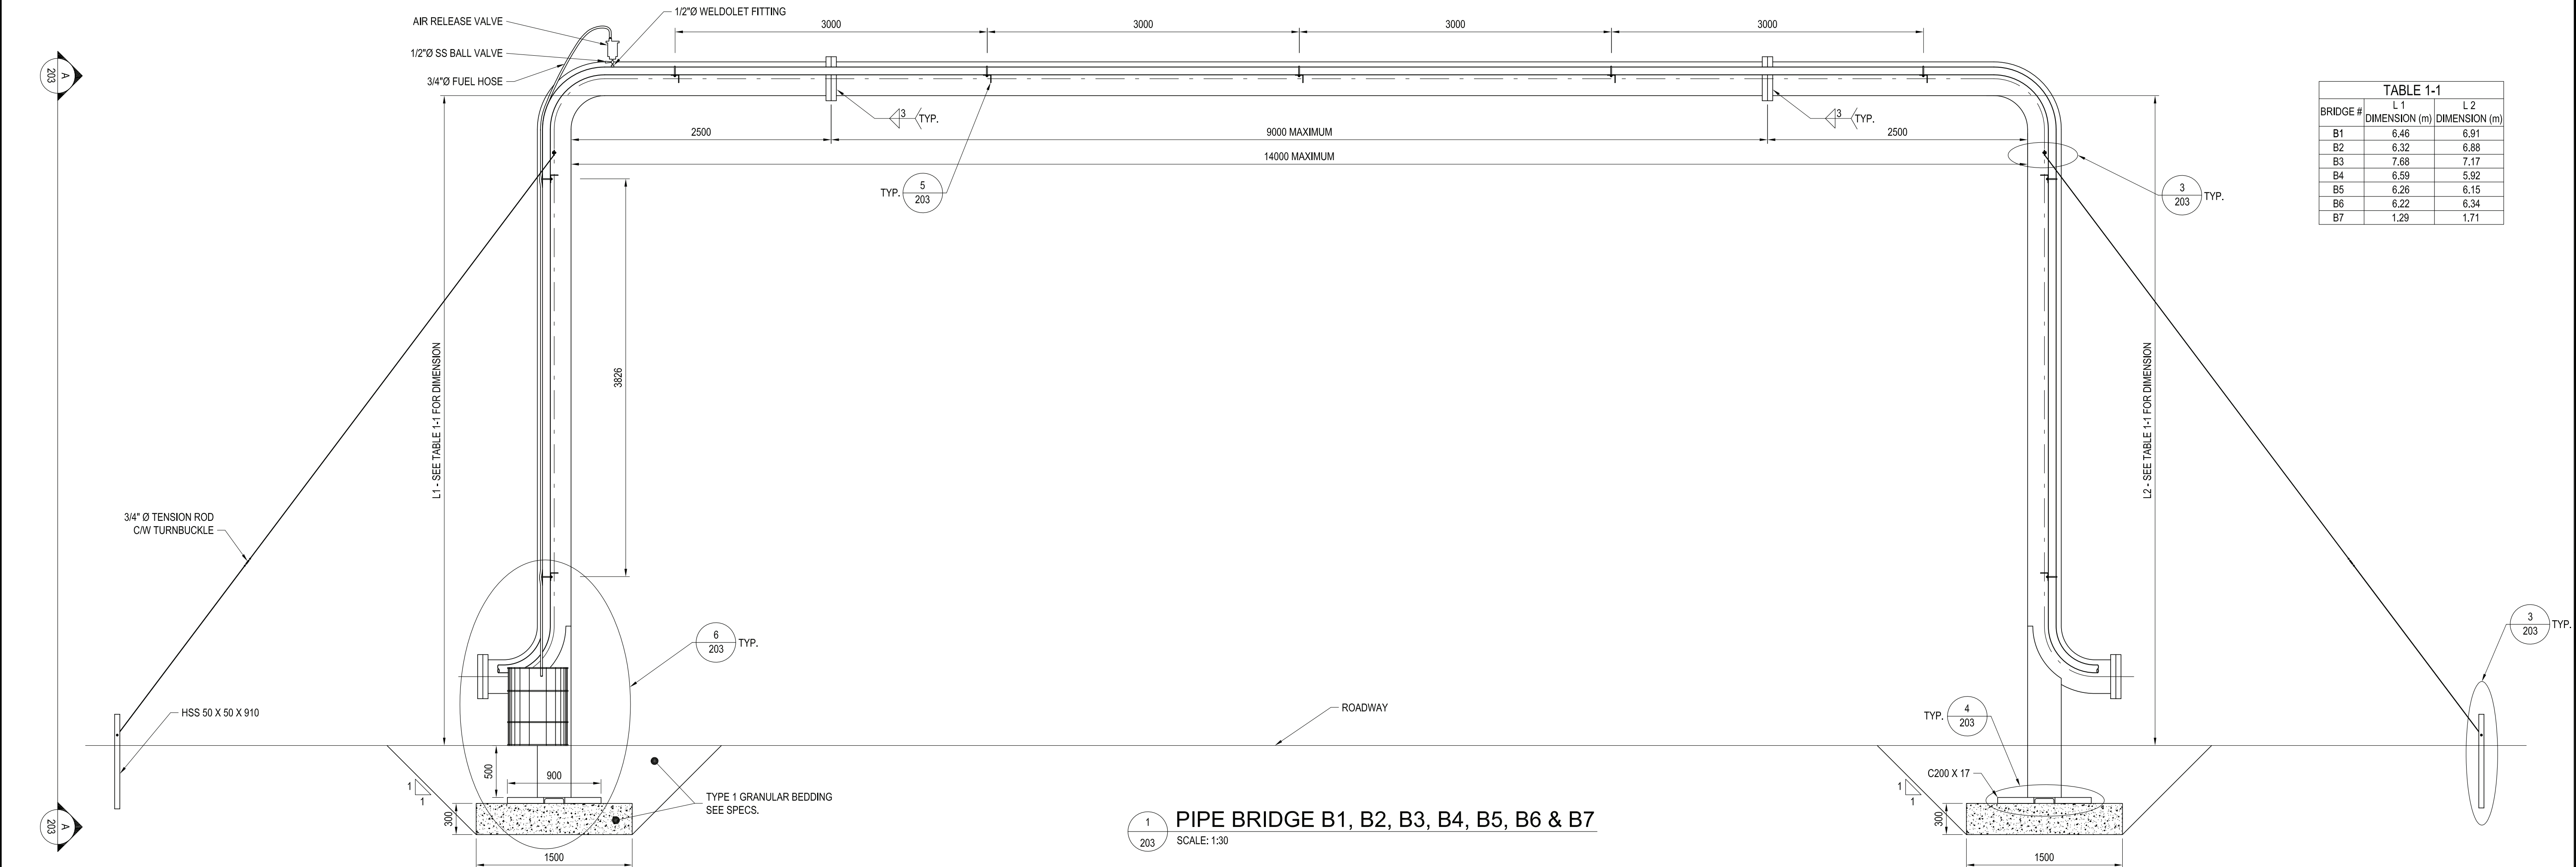 AIR RELEASE VALVE
1/2"Ø WELDOLET FITTING
1/2"Ø SS BALL VALVE
3/4"Ø FUEL HOSE
3000
3000
3000
3000
A
203
3
TYP.
3
TYP.
2500
9000 MAXIMUM
2500
14000 MAXIMUM
TYP.
5
203
3
203
TYP.
TABLE 1-1
BRIDGE # L 1 DIMENSION (m) L 2 DIMENSION (m)
B1 6.46 6.91
B2 6.32 6.88
B3 7.68 7.17
B4 6.59 5.92
B5 6.26 6.15
B6 6.22 6.34
B7 1.29 1.71
L1 - SEE TABLE 1-1 FOR DIMENSION
3826
L2 - SEE TABLE 1-1 FOR DIMENSION
3/4" Ø TENSION ROD
C/W TURNBUCKLE
6
203
TYP.
3
203
TYP.
HSS 50 X 50 X 910
ROADWAY
TYP.
4
203
500
900
C200 X 17
1
1
1
1
TYPE 1 GRANULAR BEDDING
SEE SPECS.
300
300
A
203
1500
1500
1
203
PIPE BRIDGE B1, B2, B3, B4, B5, B6 & B7
SCALE: 1:30